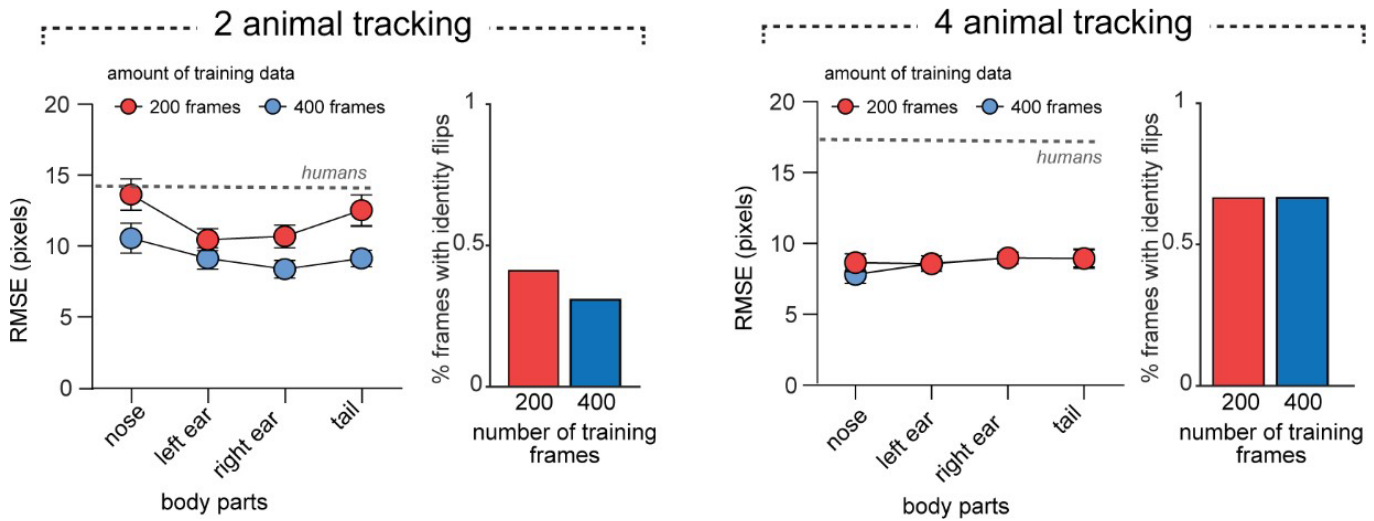 2 animal tracking
amount of training data
200 frames
400 frames
20
15
10
5
0
RMSE (pixels)
humans
nose
left ear
right ear
tail
body parts
1
0.5
0
% frames with identity flips
200
400
number of training
frames
4 animal tracking
amount of training data
200 frames
400 frames
20
15
10
5
0
RMSE (pixels)
humans
nose
left ear
right ear
tail
body parts
1
0.5
0
% frames with identity flips
200
400
number of training
frames